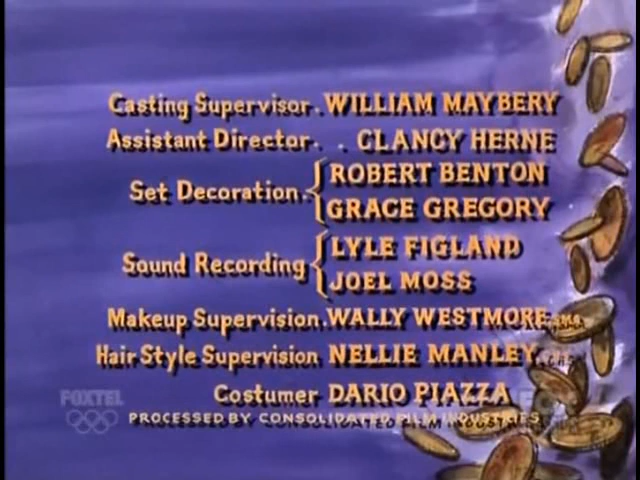 Casting Supervisor. WILLIAM MAYBERY
Assistant Director. . CLANCY HERNE
Set Decoration. ROBERT BENTON
GRACE GREGORY
Sound Recording LYLE FIGLAND
JOEL MOSS
Makeup Supervision. WALLY WESTMORE, S.M.A.
Hair Style Supervision NELLIE MANLEY, C.H.S.
Costumer DARIO PIAZZA
PROCESSED BY CONSOLIDATED FILM INDUSTRIES
FOXTEL